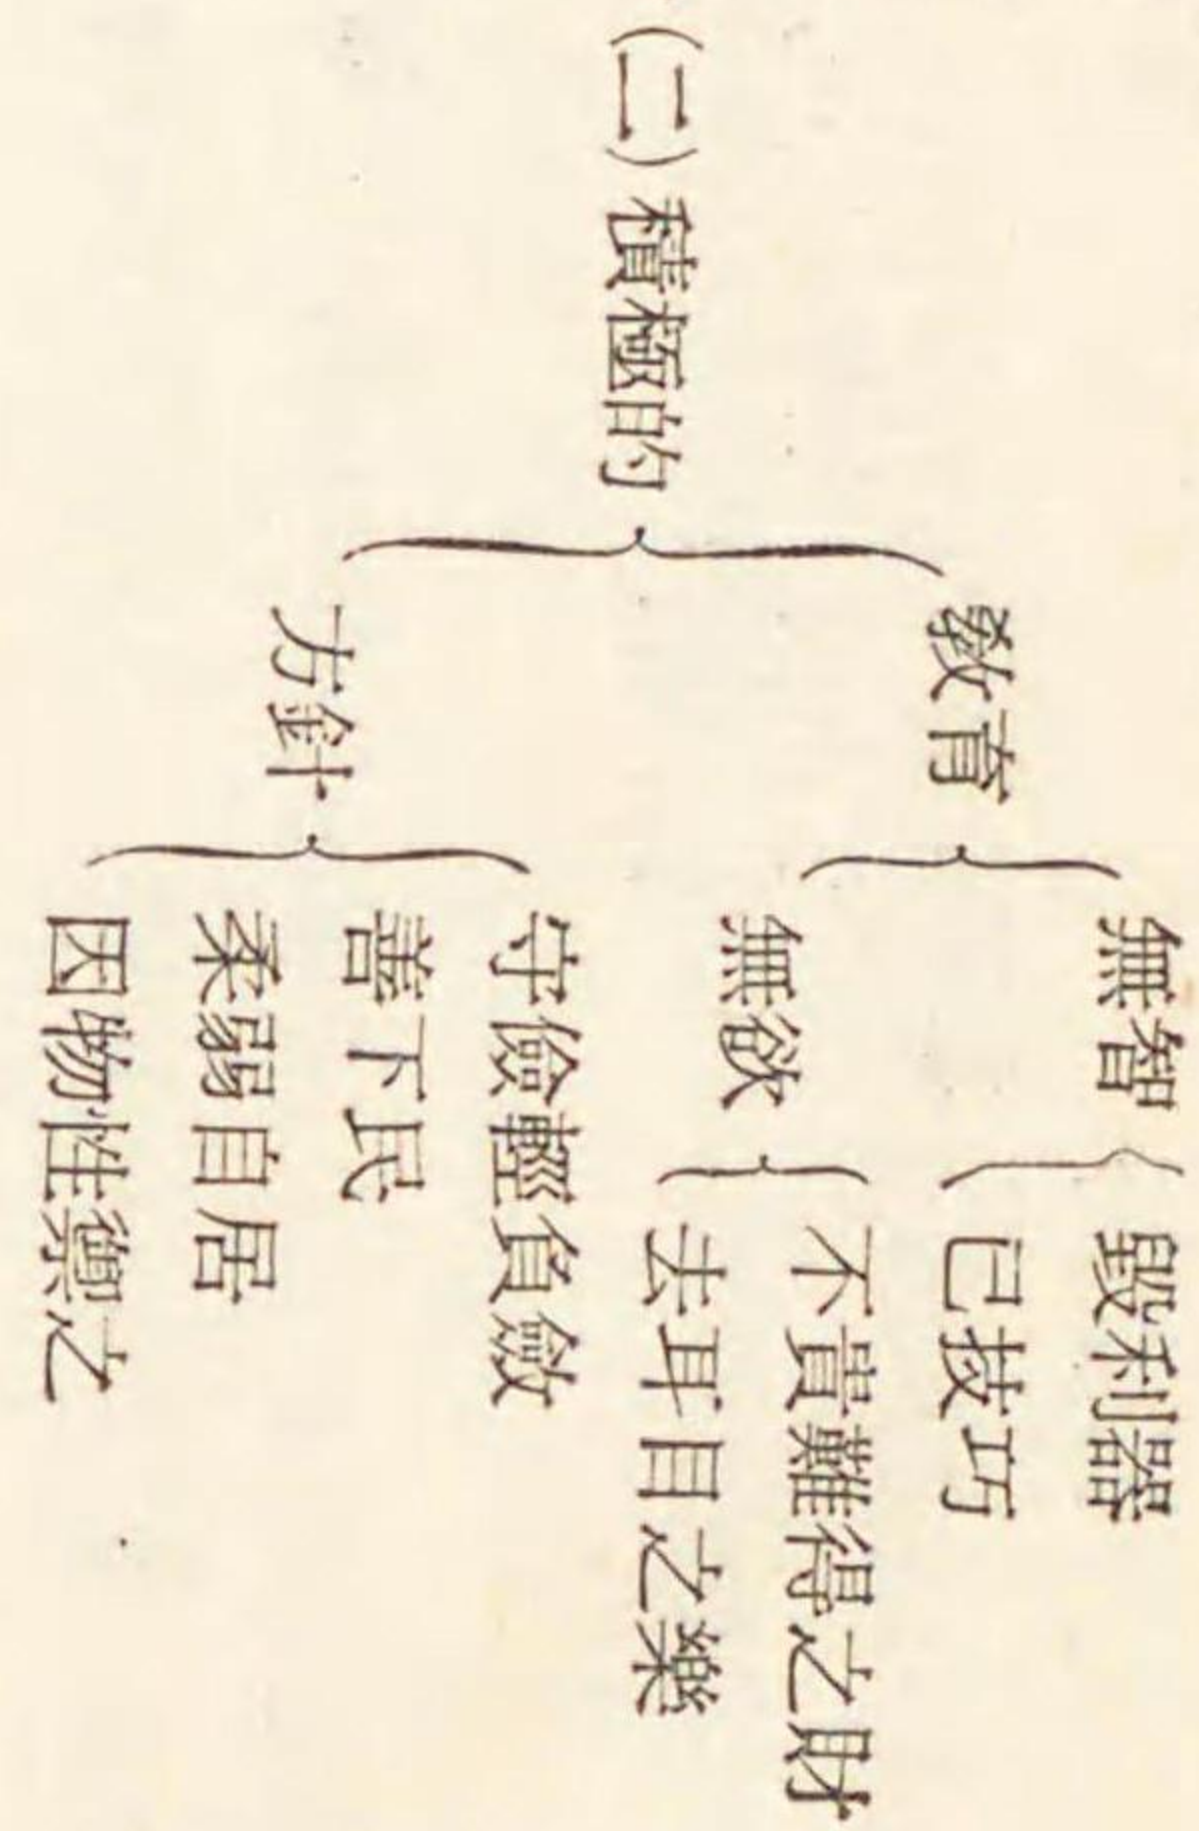 (二)積極的
教育
無智
毀利器
已技巧
無欲
不貴難得之財
去耳目之樂
方針
守儉輕負斂
善下民
柔弱自居
因物性禦之